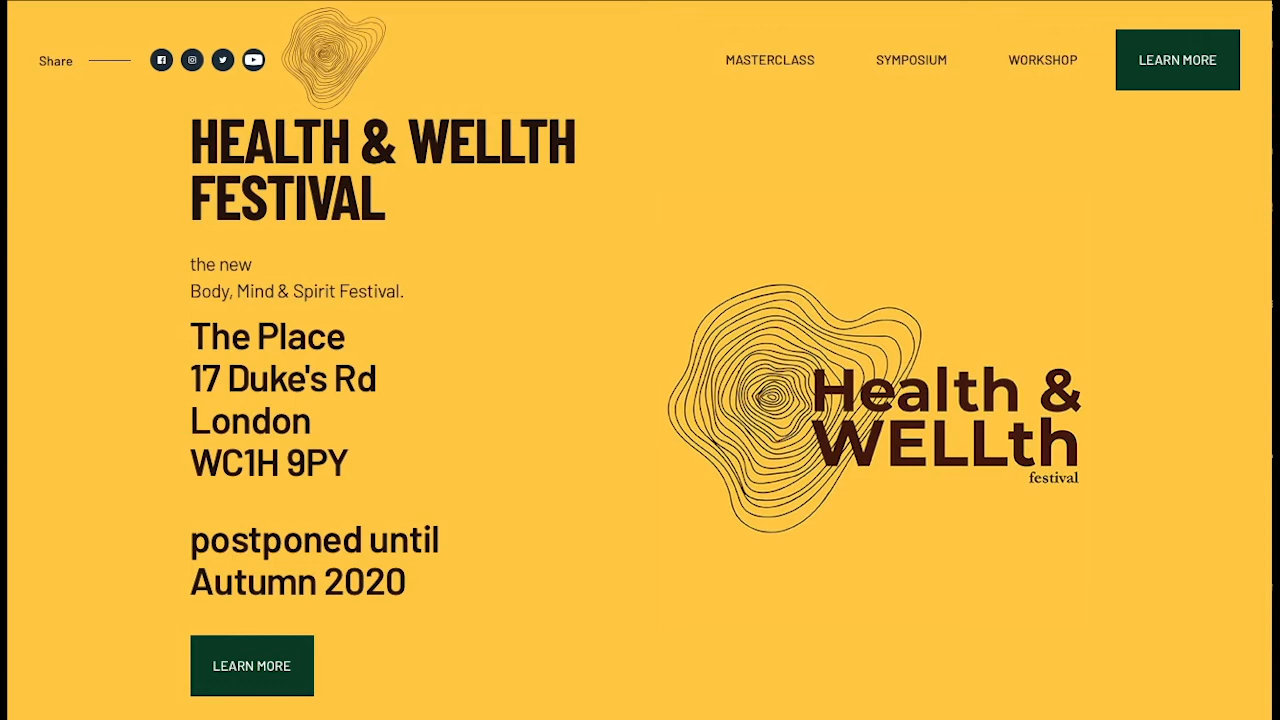 Share
MASTERCLASS
SYMPOSIUM
WORKSHOP
LEARN MORE
HEALTH & WELLTH
FESTIVAL
the new
Body, Mind & Spirit Festival.
The Place
17 Duke's Rd
London
WC1H 9PY
postponed until
Autumn 2020
LEARN MORE
Health &
WELLth
festival